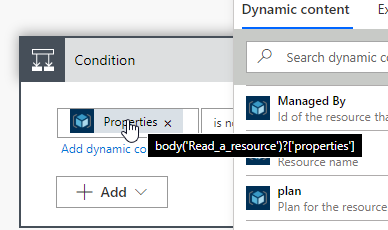 Dynamic content
Ex
Search dynamic co
Condition
Properties ×
is no
body('Read_a_resource')?['properties']
Add dynamic co
Add
Managed By
Id of the resource tha
Resource name
plan
Plan for the resource